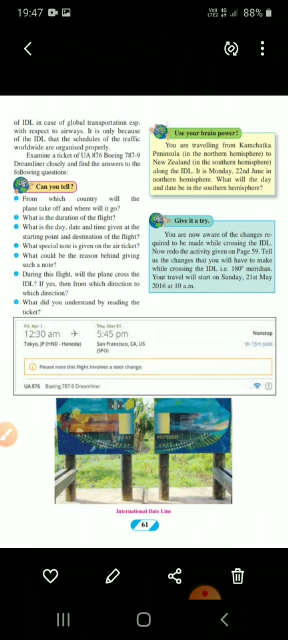 19:47
88%
of IDL in case of global transportation esp.
with respect to airways. It is only because
of the IDL that the schedules of the traffic
worldwide are organised properly.
Examine a ticket of UA 876 Boeing 787-9
Dreamliner closely and find the answers to the
following questions:
Can you tell?
From which country will the
plane take off and where will it go?
What is the duration of the flight?
What is the day, date and time given at the
starting point and destination of the flight?
What special note is given on the air ticket?
What could be the reason behind giving
such a note?
During this flight, will the plane cross the
IDL? If yes, then from which direction to
which direction?
What did you understand by reading the
ticket?
Use your brain power!
You are travelling from Kamchatka
Peninsula (in the northern hemisphere) to
New Zealand (in the southern hemisphere)
along the IDL. It is Monday, 22nd June in
northern hemisphere. What will the day
and date be in the southern hemisphere?
Give it a try.
You are now aware of the changes re-
quired to be made while crossing the IDL.
Now redo the activity given on Page 59. Tell
us the changes that you will have to make
while crossing the IDL i.e. 180° meridian.
Your travel will start on Sunday, 21st May
2016 at 10 a.m.
Fri, Apr 1
12:30 am
Tokyo, JP (HND - Haneda)
Thu, Mar 31
5:45 pm
San Francisco, CA, US
(SFO)
Nonstop
9h 15m
Please note this flight involves a date change.
UA 876 Boeing 787-9 Dreamliner
International Date Line
61